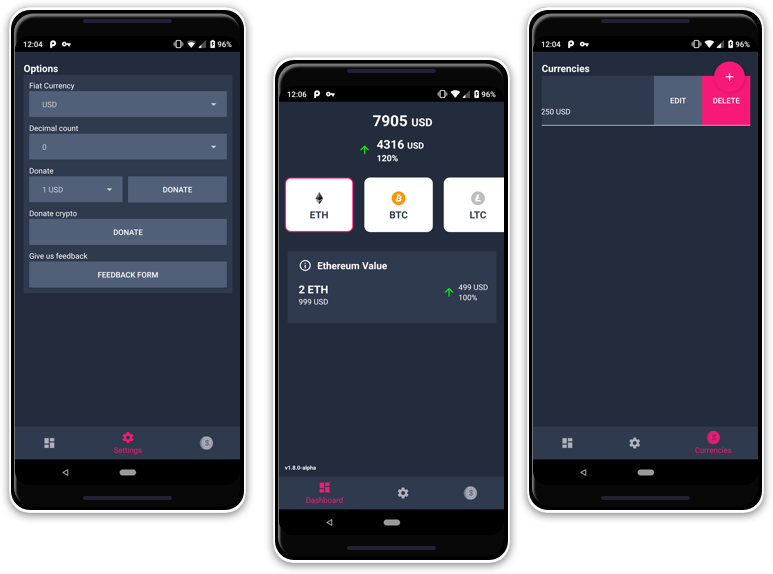 12:04
96%
Options
Fiat Currency
USD
Decimal count
0
Donate
1 USD
DONATE
Donate crypto
DONATE
Give us feedback
FEEDBACK FORM
Settings
12:06
96%
7905 USD
4316 USD
120%
ETH
BTC
LTC
Ethereum Value
2 ETH
999 USD
499 USD
100%
v1.8.0-alpha
Dashboard
12:04
96%
Currencies
+
250 USD
EDIT
DELETE
Currencies